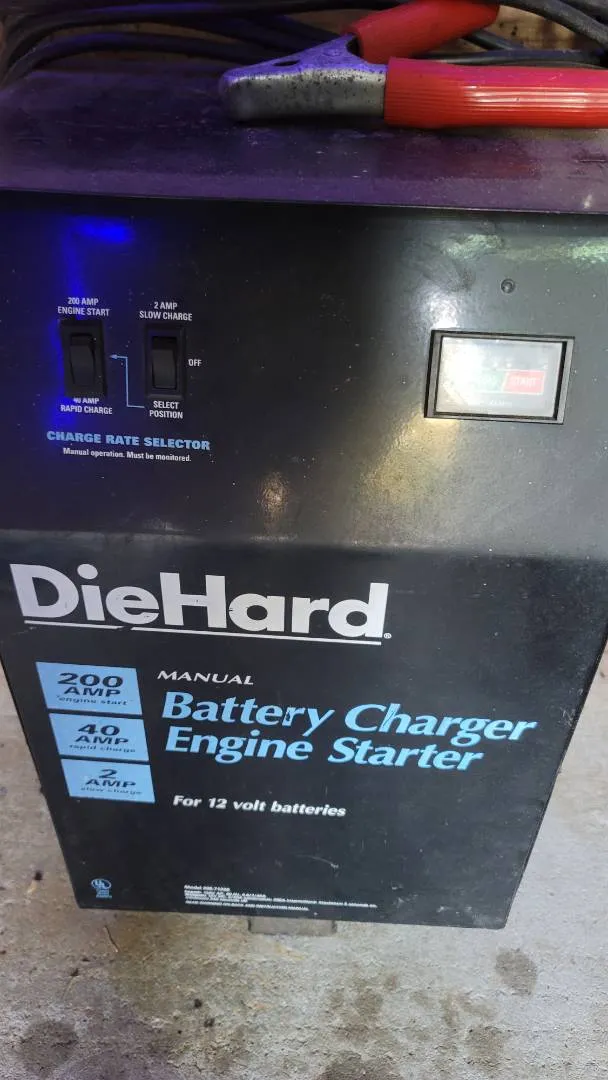 200 AMP
ENGINE START
2 AMP
SLOW CHARGE
OFF
40 AMP
RAPID CHARGE
SELECT
POSITION
CHARGE RATE SELECTOR
Manual operation. Must be monitored.
START
DieHard®
200
AMP
engine start
40
AMP
rapid charge
2
AMP
slow charge
MANUAL
Battery Charger
Engine Starter
For 12 volt batteries
UL